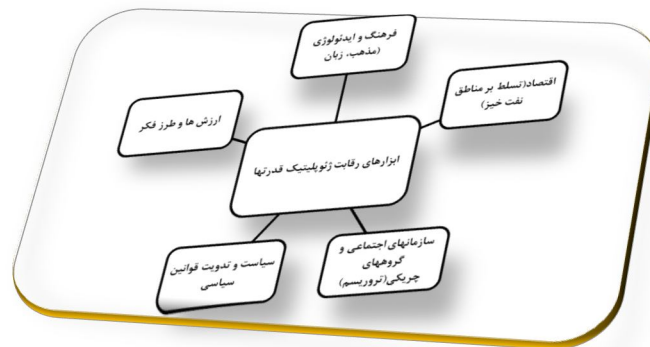 فرهنگ و ایدئولوژی
(مذهب، زبان
اقتصاد(تسلط بر مناطق
نفت خیز)
ارزش ها و طرز فکر
ابزارهای رقابت ژئوپلیتیک قدرتها
سازمانهای اجتماعی و
گروههای
چریکی(تروریسم)
سیاست و تدویت قوانین
سیاسی